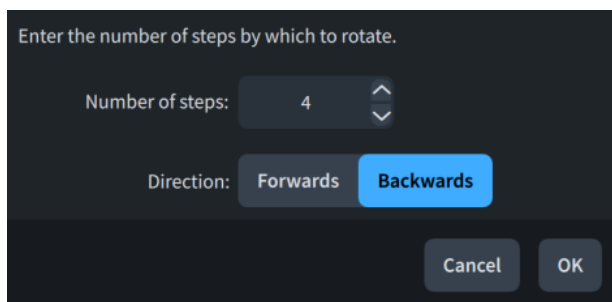 Enter the number of steps by which to rotate.
Number of steps: 4
Direction: Forwards Backwards
Cancel OK